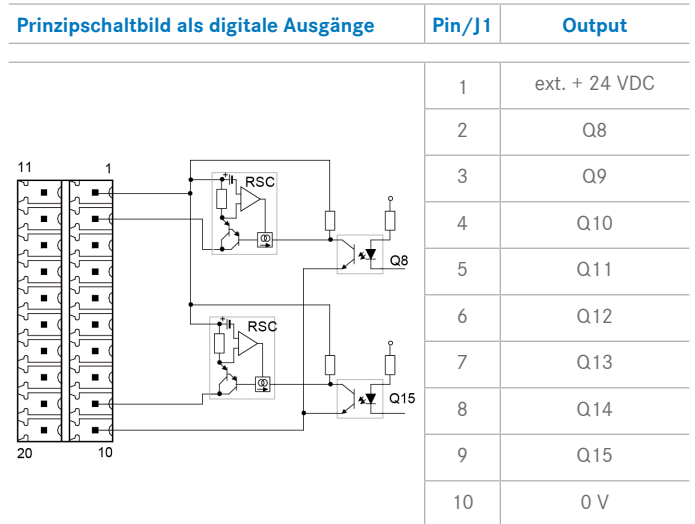 Prinzipschaltbild als digitale Ausgänge Pin/J1 Output
1 ext. + 24 VDC
2 Q8
3 Q9
4 Q10
5 Q11
6 Q12
7 Q13
8 Q14
9 Q15
10 0 V
11 1
RSC
Q8
RSC
Q15
20 10